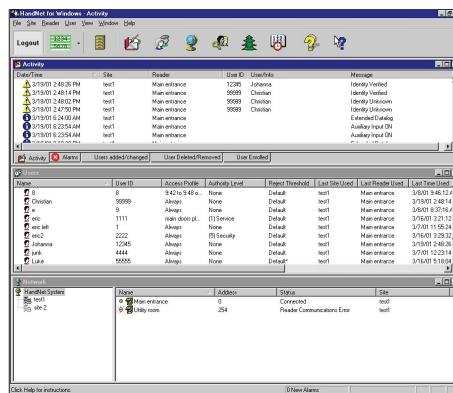 HandNet for Windows - Activity
File Site Reader User View Window Help
Logout
Activity
Date/Time Site Reader User ID User/Info Message
3/19/01 2:48:26 PM test1 Main entrance 12345 Johanna Identity Verified
3/19/01 2:48:14 PM test1 Main entrance 99999 Christian Identity Verified
3/19/01 2:48:02 PM test1 Main entrance 99999 Christian Identity Unknown
3/19/01 2:47:50 PM test1 Main entrance 99999 Christian Identity Unknown
3/19/01 6:24:00 AM test1 Main entrance Extended Datalog
3/19/01 6:23:54 AM test1 Main entrance Auxiliary Input ON
3/19/01 6:23:54 AM test1 Main entrance Auxiliary Input ON
Activity Alarms Users added/changed User Deleted/Removed User Enrolled
Users
Name User ID Access Profile Authority Level Reject Threshold Last Site Used Last Reader Used Last Time Used
8 8 9:42 to 9:48 o... None Default test1 Main entrance 3/8/01 9:46:12 A
Christian 99999 Always None Default test1 Main entrance 3/19/01 2:48:14
e 9 Always None Default test1 Main entrance 3/8/01 8:37:16 A
eric 1111 main doors pl... (1) Service Default test1 Main entrance 3/16/01 3:21:12
eric left 1 Always None Default test1 Main entrance 3/7/01 11:55:24
eric2 2222 Always (5) Security Default test1 Main entrance 3/16/01 3:29:32
Johanna 12345 Always None Default test1 Main entrance 3/19/01 2:48:26
junk 4444 Always None Default test1 Main entrance 3/7/01 12:23:14
Luke 55555 Always None Default* test1 Main entrance 3/16/01 9:18:04
Network
HandNet System
test1
site 2
Name Address Status Site
Main entrance 0 Connected test1
Utility room 254 Reader Communications Error test1
Click Help for instructions. 0 New Alarms